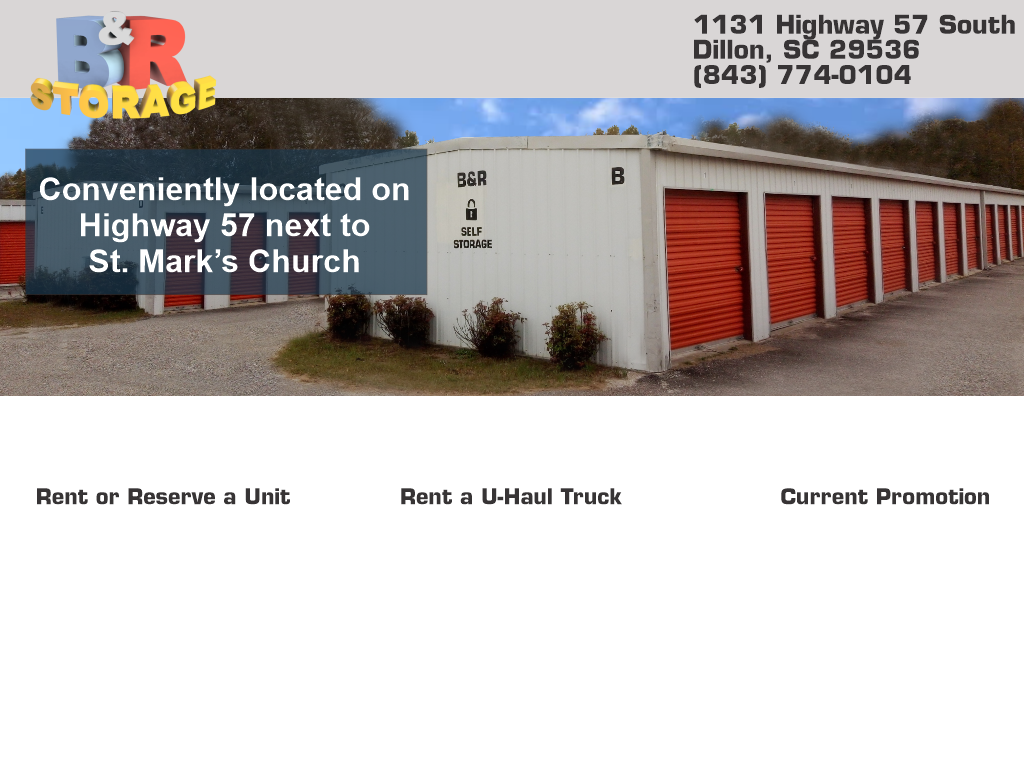 B&R
STORAGE
1131 Highway 57 South
Dillon, SC 29536
(843) 774-0104
Conveniently located on
Highway 57 next to
St. Mark's Church
B&R
SELF
STORAGE
B
Rent or Reserve a Unit
Rent a U-Haul Truck
Current Promotion